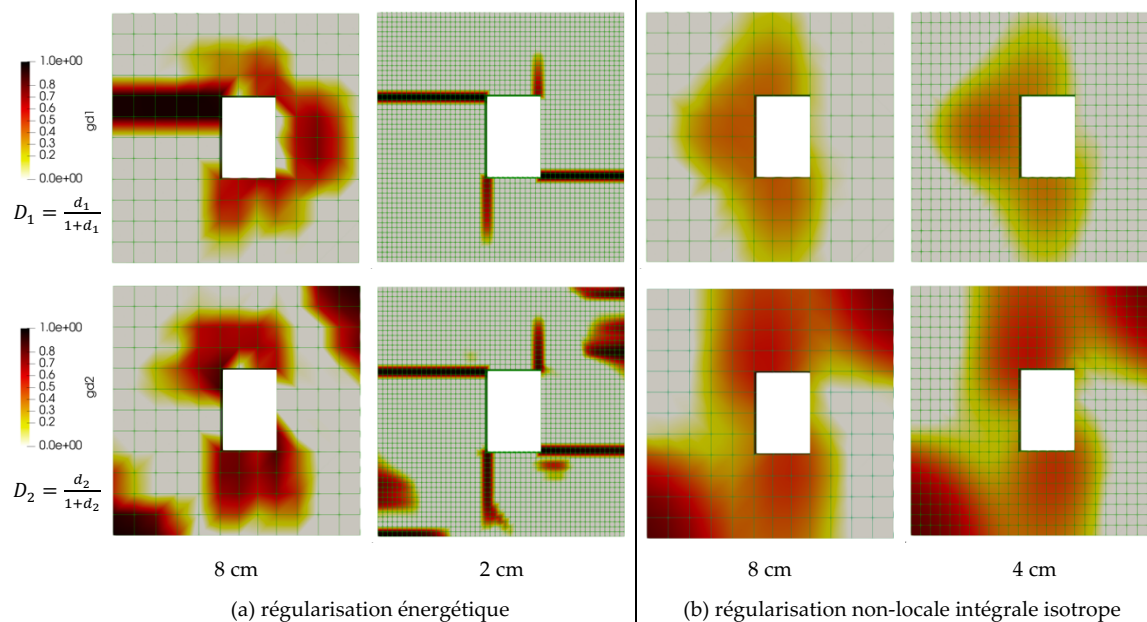 1.0e+00
0.8
0.7
0.6
0.5
0.4
0.3
0.2
0.0e+00
gd1
D₁ = d₁/(1+d₁)
1.0e+00
0.8
0.7
0.6
0.5
0.4
0.3
0.2
0.0e+00
gd2
D₂ = d₂/(1+d₂)
8 cm 2 cm 8 cm 4 cm
(a) régularisation énergétique
(b) régularisation non-locale intégrale isotrope